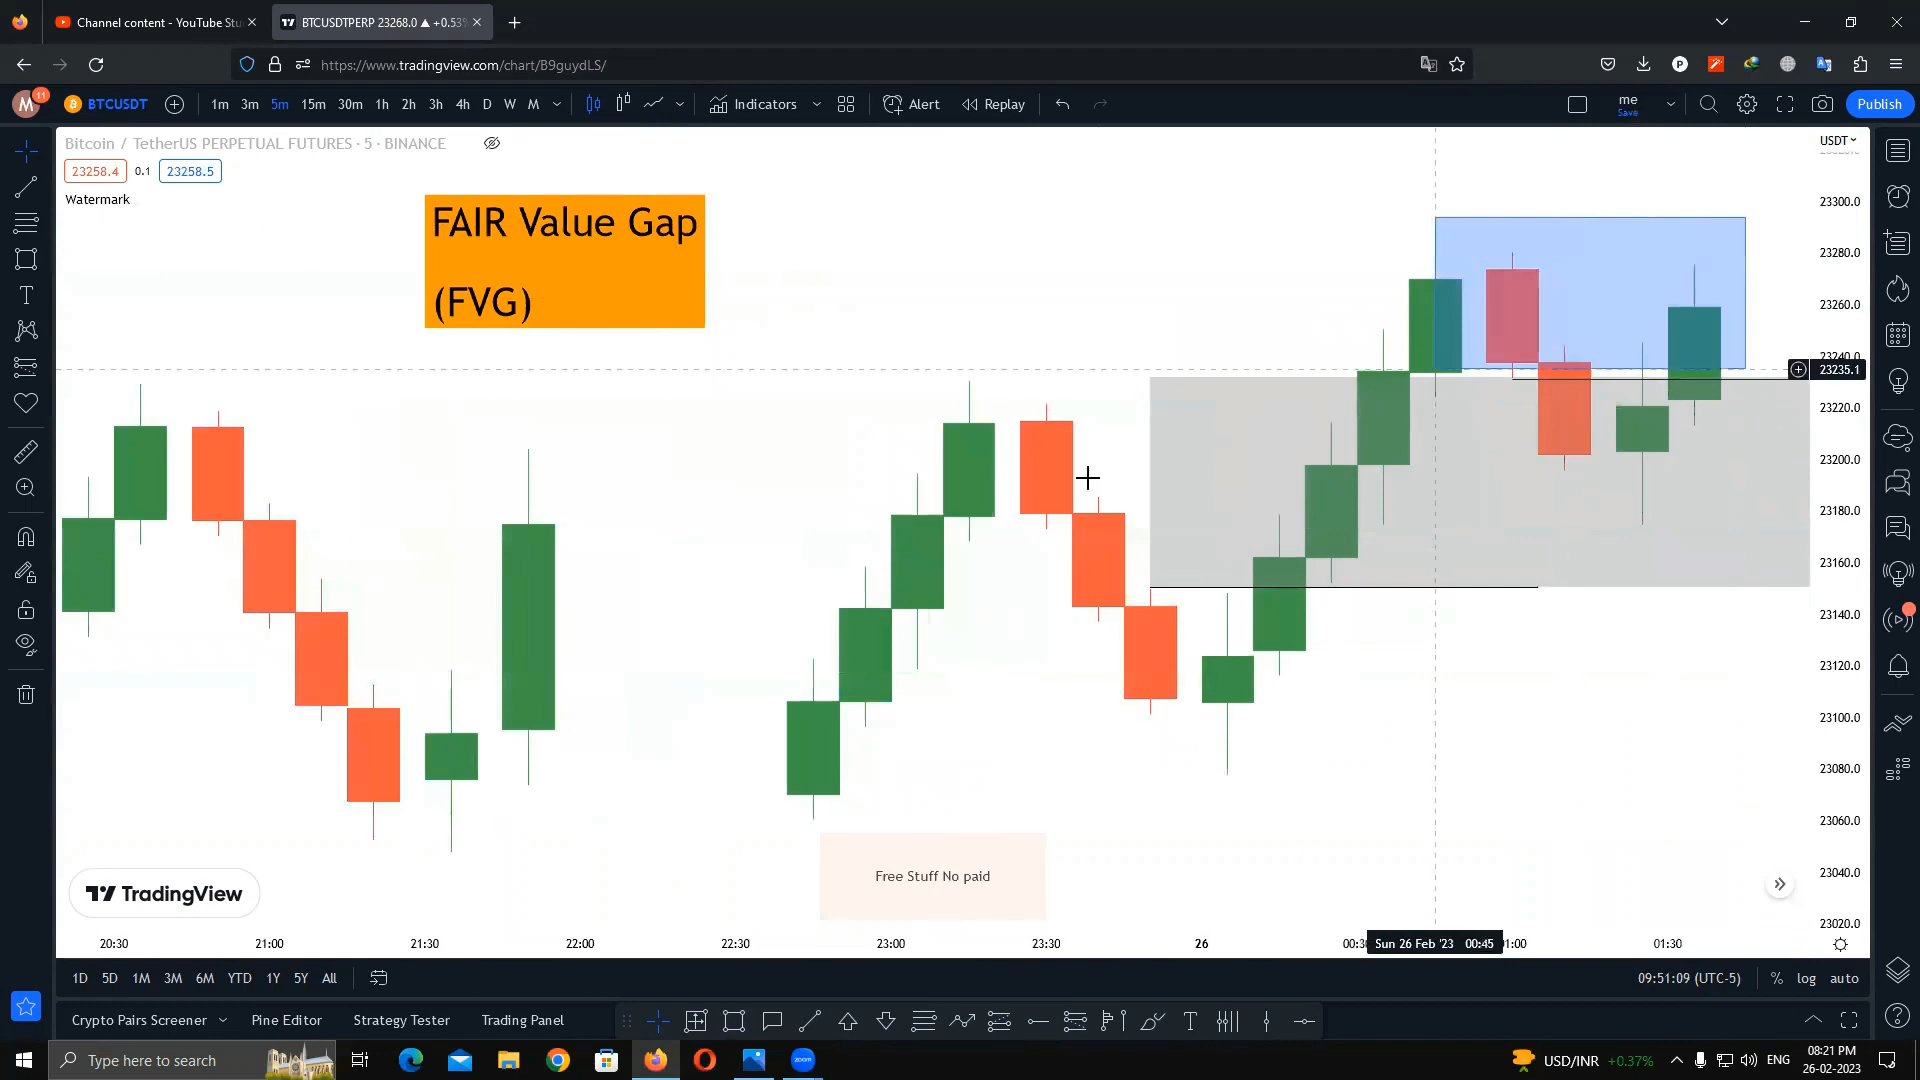 Channel content - YouTube Stu
BTCUSDTPERP 23268.0 ▲ +0.53%
https://www.tradingview.com/chart/B9guydLS/
M 11 BTCUSDT 1m 3m 5m 15m 30m 1h 2h 3h 4h D W M Indicators Alert Replay me Save Publish
Bitcoin / TetherUS PERPETUAL FUTURES · 5 · BINANCE
USDT
23258.4 0.1 23258.5
Watermark
FAIR Value Gap
(FVG)
23300.0
23280.0
23260.0
23240.0
23235.1
23220.0
23200.0
23180.0
23160.0
23140.0
23120.0
23100.0
23080.0
23060.0
23040.0
23020.0
Free Stuff No paid
TradingView
20:30 21:00 21:30 22:00 22:30 23:00 23:30 26 00:30 Sun 26 Feb '23 00:45 01:00 01:30
1D 5D 1M 3M 6M YTD 1Y 5Y All 09:51:09 (UTC-5) % log auto
Crypto Pairs Screener Pine Editor Strategy Tester Trading Panel
Type here to search zoom USD/INR +0.37% ENG 08:21 PM
26-02-2023